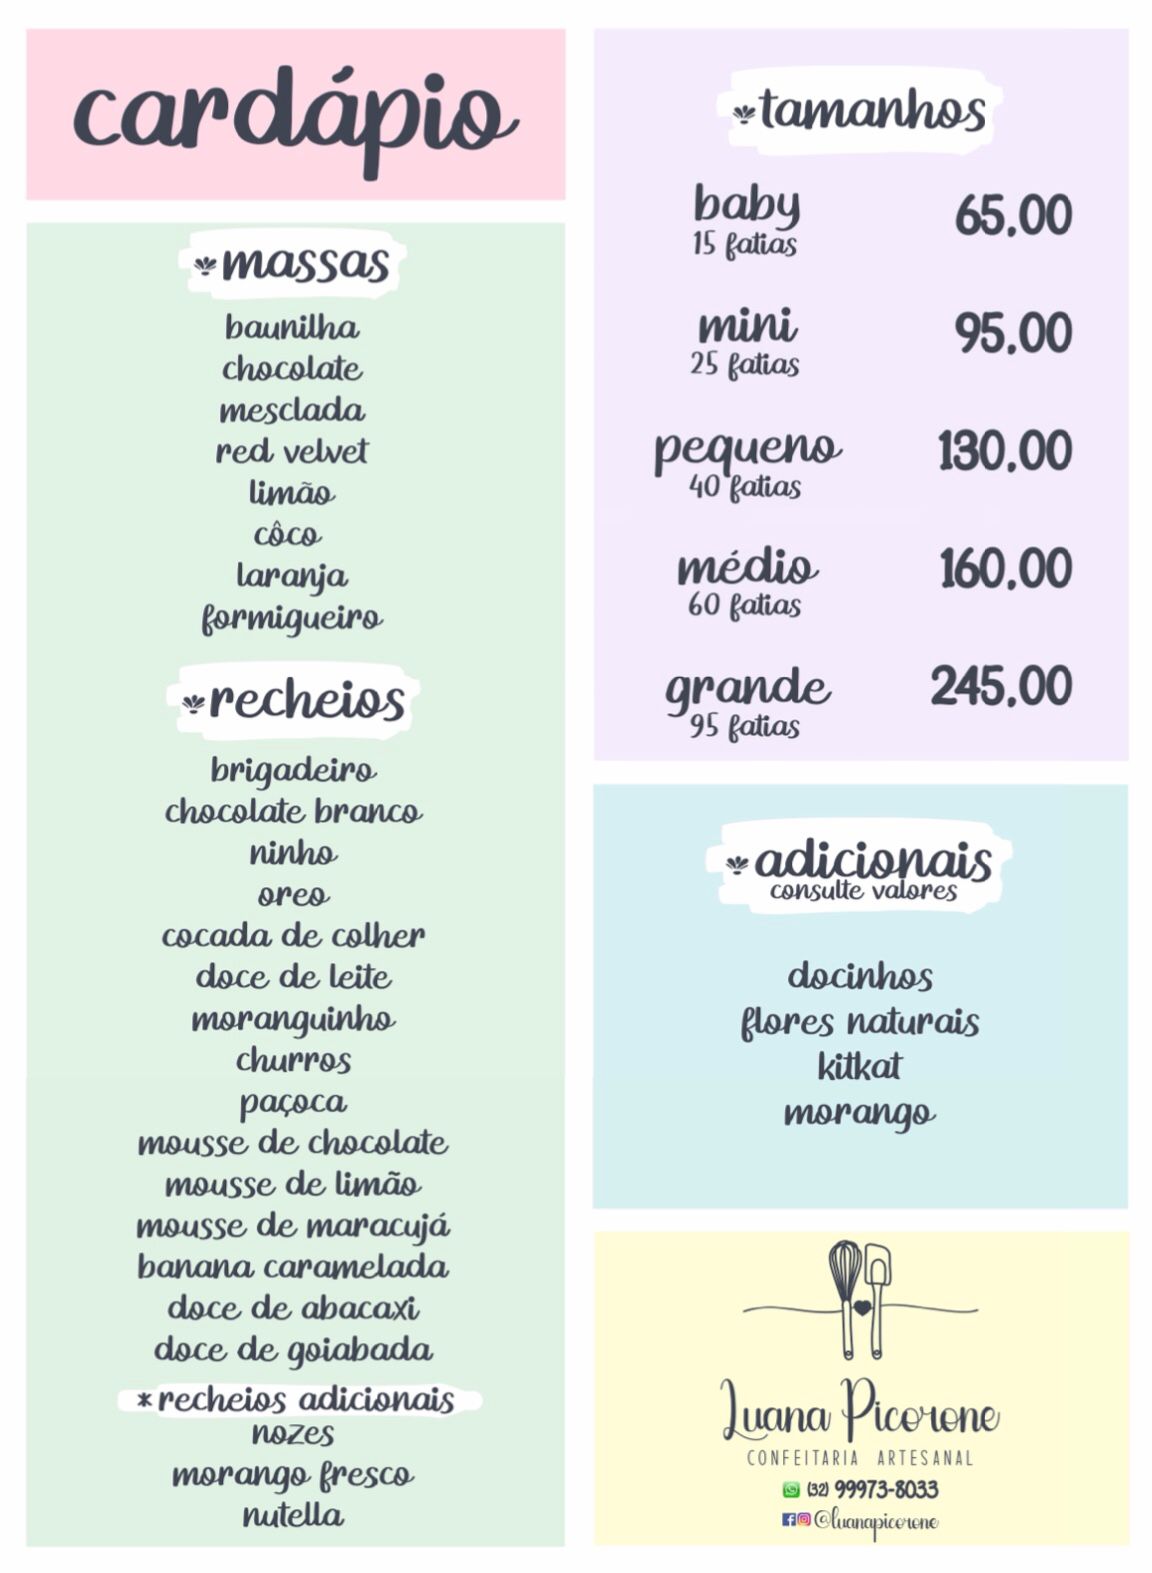 cardápio
massas
baunilha
chocolate
mesclada
red velvet
limão
côco
laranja
formigueiro
recheios
brigadeiro
chocolate branco
ninho
oreo
cocada de colher
doce de leite
moranguinho
churros
paçoca
mousse de chocolate
mousse de limão
mousse de maracujá
banana caramelada
doce de abacaxi
doce de goiabada
*recheios adicionais
nozes
morango fresco
nutella
tamanhos
baby 65.00
15 fatias
mini 95.00
25 fatias
pequeno 130.00
40 fatias
médio 160.00
60 fatias
grande 245.00
95 fatias
adicionais
consulte valores
docinhos
flores naturais
kitkat
morango
Luana Picorone
CONFEITARIA ARTESANAL
(32) 99973-8033
@luanapicorone